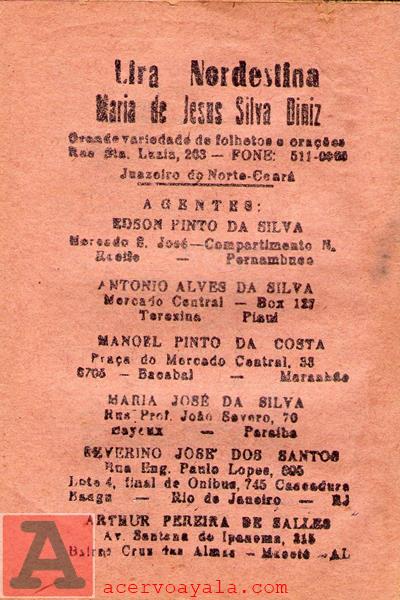 Lira Nordestina
Maria de Jesus Silva Diniz
Grande variedade de folhetos e orações
Rua Sta. Luzia, 263 — FONE: 511-
Juazeiro do Norte-Ceará
AGENTES:
EDSON PINTO DA SILVA
Mercado S. José—Compartimento N.
Recife — Pernambuco
ANTONIO ALVES DA SILVA
Mercado Central — Box 127
Terezina Piauí
MANOEL PINTO DA COSTA
Praça do Mercado Central, 33
6705 — Bacabal — Maranhão
MARIA JOSÉ DA SILVA
Rua Prof. João Severo, 70
Bayeux — Paraíba
SEVERINO JOSÉ DOS SANTOS
Rua Eng. Paulo Lopes, 605
Lote 4, final de Onibus, 745 Cascadura
Bangu — Rio de Janeiro — RJ
ARTHUR PEREIRA DE SALLES
Av. Santana de Ipanema, 215
Bairro Cruz das Almas — Maceió — AL
A
acervoayala.com